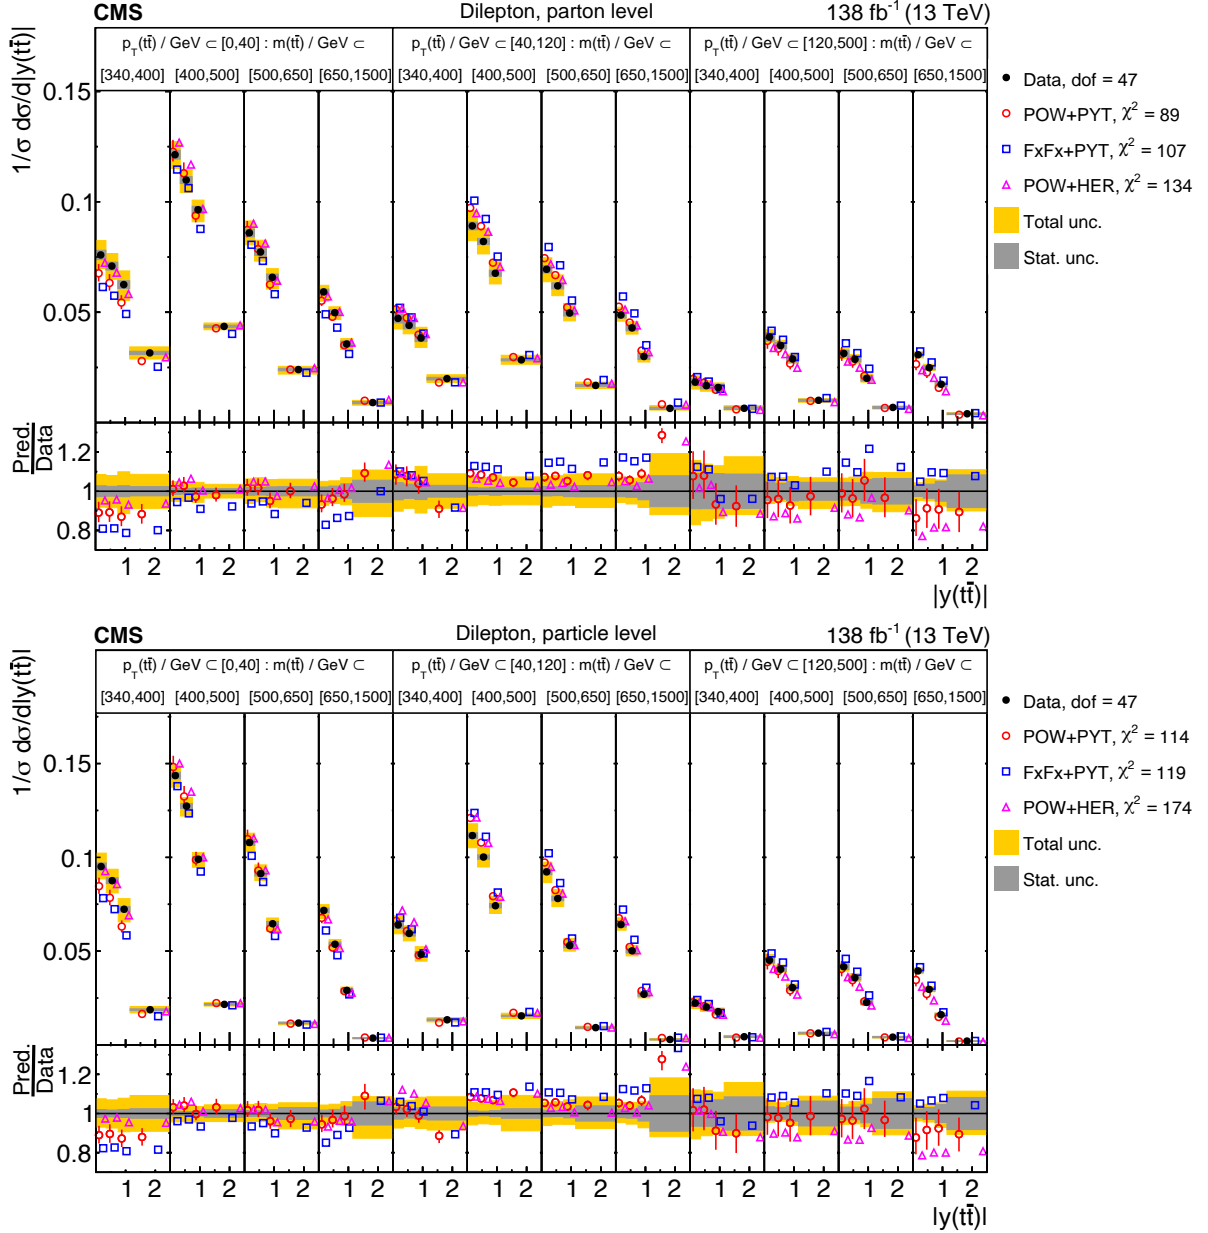 CMS Dilepton, parton level 138 fb⁻¹ (13 TeV)
p_T(tt̄) / GeV ⊂ [0,40] : m(tt̄) / GeV ⊂ p_T(tt̄) / GeV ⊂ [40,120] : m(tt̄) / GeV ⊂ p_T(tt̄) / GeV ⊂ [120,500] : m(tt̄) / GeV ⊂
[340,400] [400,500] [500,650] [650,1500] [340,400] [400,500] [500,650] [650,1500] [340,400] [400,500] [500,650] [650,1500]
1/σ dσ/d|y(tt̄)|
0.15
0.1
0.05
Data, dof = 47
POW+PYT, χ² = 89
FxFx+PYT, χ² = 107
POW+HER, χ² = 134
Total unc.
Stat. unc.
Pred.
Data
1.2
1
0.8
1 2 1 2 1 2 1 2 1 2 1 2 1 2 1 2 1 2 1 2 1 2 1 2
|y(tt̄)|
CMS Dilepton, particle level 138 fb⁻¹ (13 TeV)
p_T(tt̄) / GeV ⊂ [0,40] : m(tt̄) / GeV ⊂ p_T(tt̄) / GeV ⊂ [40,120] : m(tt̄) / GeV ⊂ p_T(tt̄) / GeV ⊂ [120,500] : m(tt̄) / GeV ⊂
[340,400] [400,500] [500,650] [650,1500] [340,400] [400,500] [500,650] [650,1500] [340,400] [400,500] [500,650] [650,1500]
1/σ dσ/d|y(tt̄)|
0.15
0.1
0.05
Data, dof = 47
POW+PYT, χ² = 114
FxFx+PYT, χ² = 119
POW+HER, χ² = 174
Total unc.
Stat. unc.
Pred.
Data
1.2
1
0.8
1 2 1 2 1 2 1 2 1 2 1 2 1 2 1 2 1 2 1 2 1 2 1 2
|y(tt̄)|